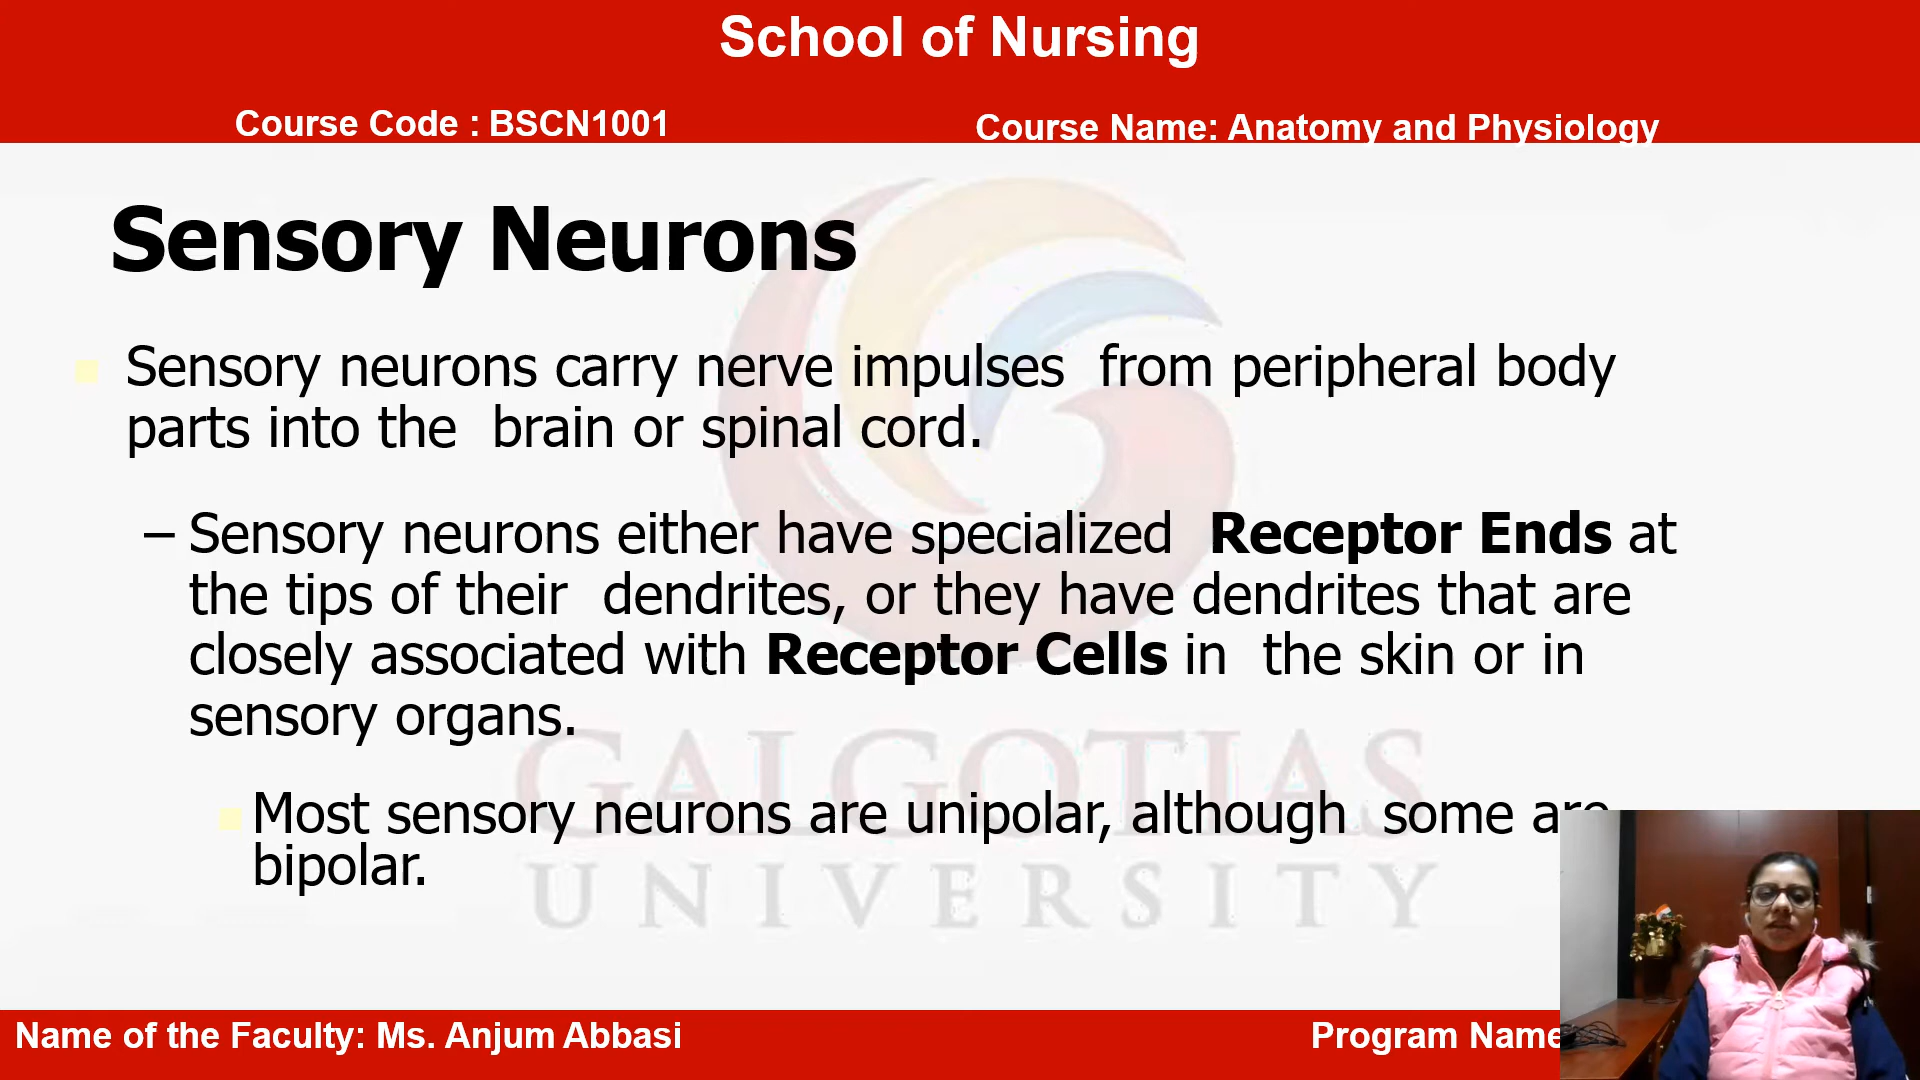 School of Nursing
Course Code : BSCN1001
Course Name: Anatomy and Physiology
Sensory Neurons
Sensory neurons carry nerve impulses from peripheral body
parts into the brain or spinal cord.
– Sensory neurons either have specialized Receptor Ends at
the tips of their dendrites, or they have dendrites that are
closely associated with Receptor Cells in the skin or in
sensory organs.
Most sensory neurons are unipolar, although some are
bipolar.
GALGOTIAS
UNIVERSITY
Name of the Faculty: Ms. Anjum Abbasi
Program Name